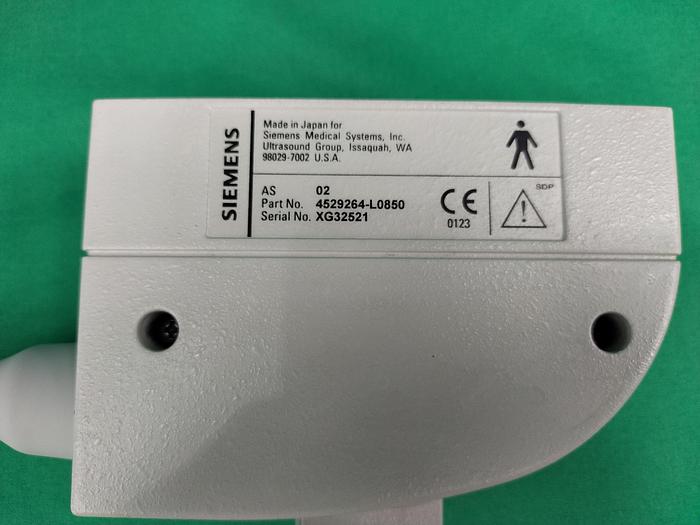 SIEMENS
Made in Japan for
Siemens Medical Systems, Inc.
Ultrasound Group, Issaquah, WA
98029-7002 U.S.A.
AS 02
Part No. 4529264-L0850
Serial No. XG32521
CE
0123
SDP